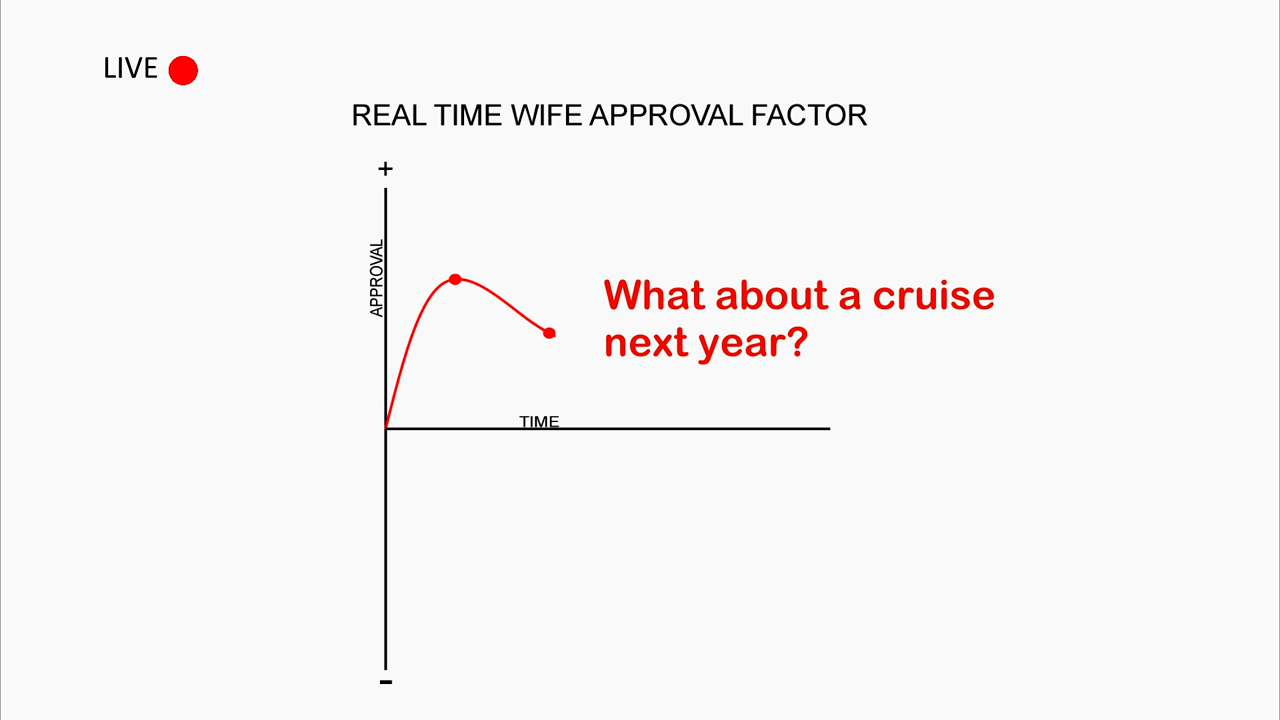 LIVE
REAL TIME WIFE APPROVAL FACTOR
+
APPROVAL
What about a cruise
next year?
TIME
-